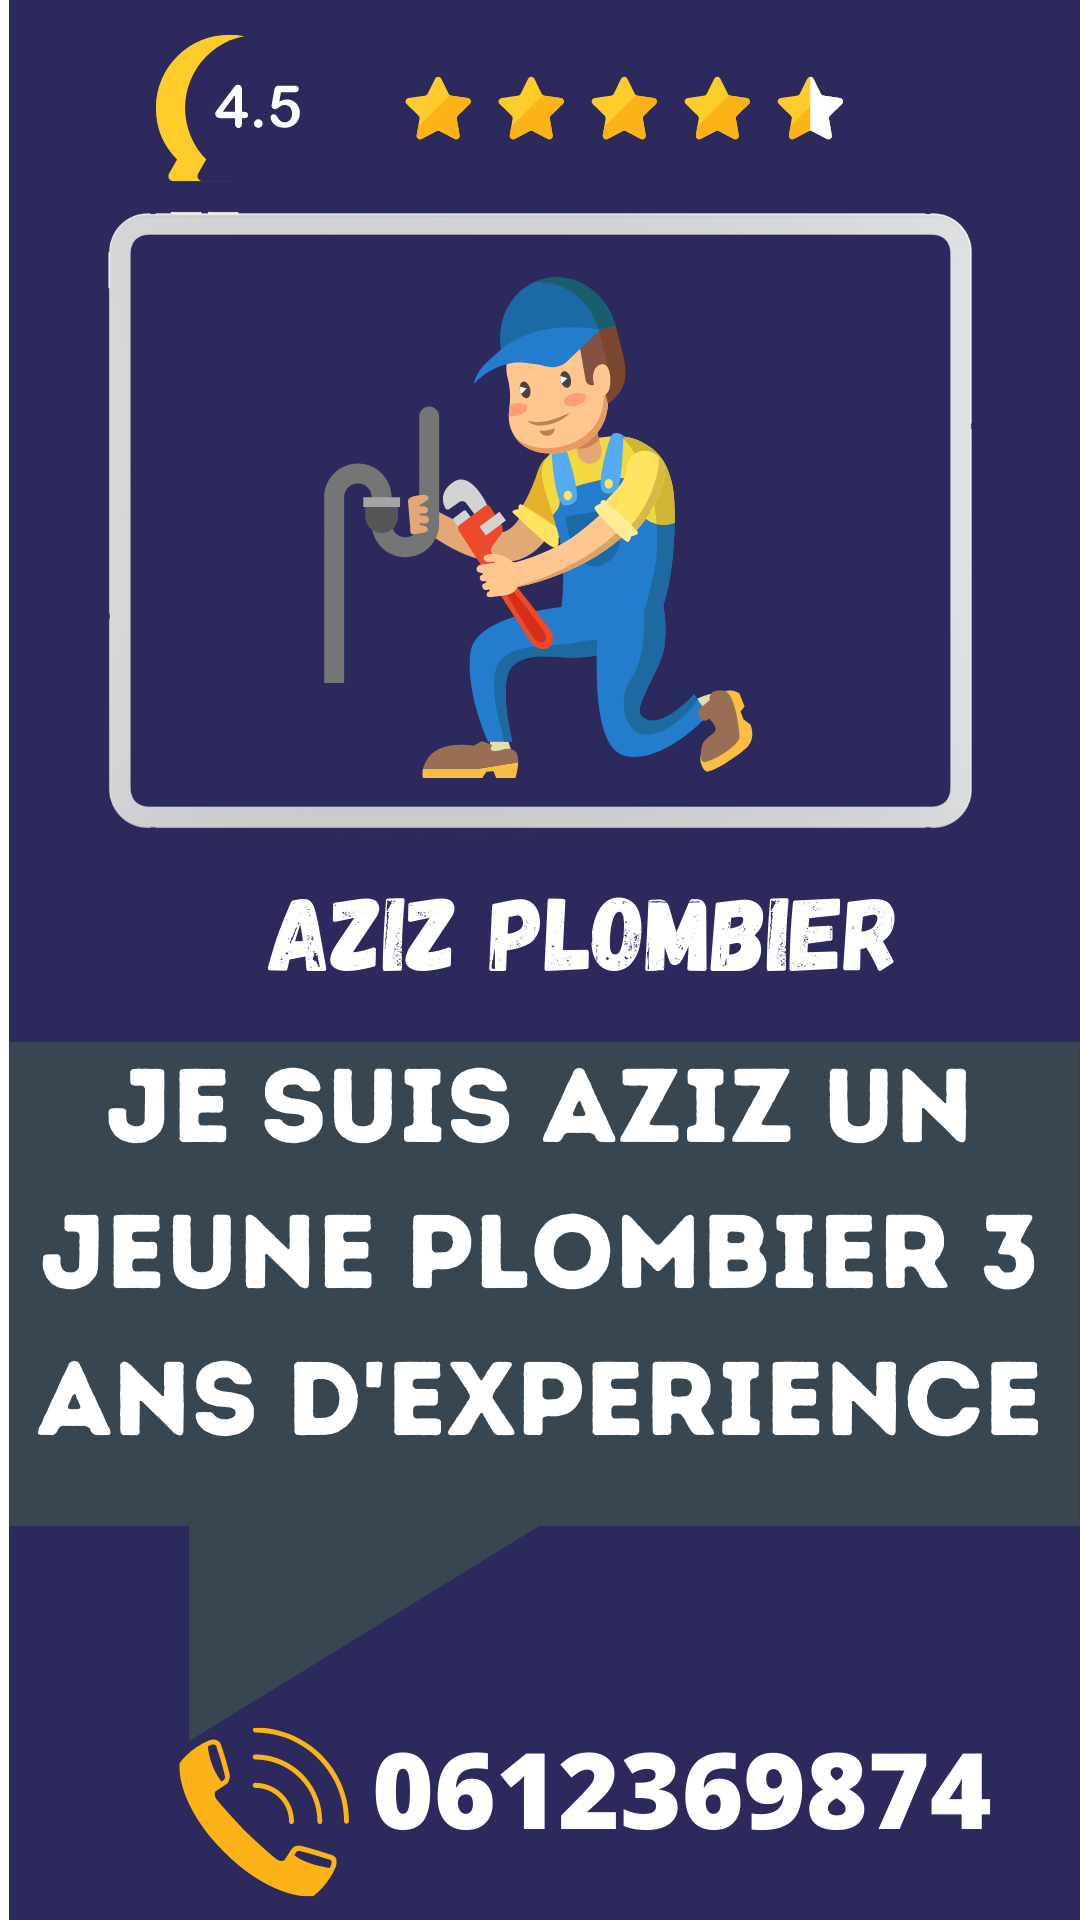 4.5
AZIZ PLOMBIER
JE SUIS AZIZ UN
JEUNE PLOMBIER 3
ANS D'EXPERIENCE
0612369874